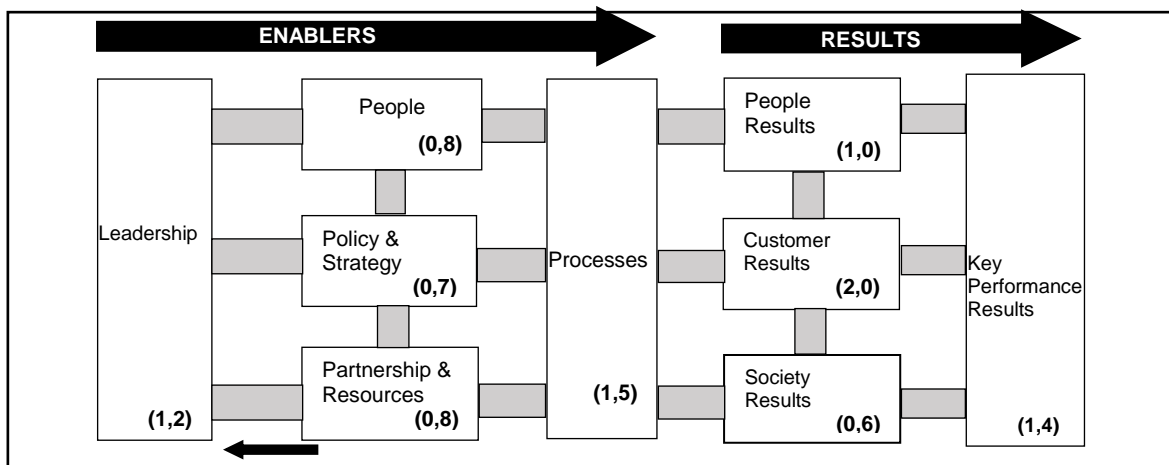 ENABLERS
RESULTS
Leadership
(1,2)
People
(0,8)
Policy &
Strategy
(0,7)
Partnership &
Resources
(0,8)
Processes
(1,5)
People
Results
(1,0)
Customer
Results
(2,0)
Society
Results
(0,6)
Key
Performance
Results
(1,4)